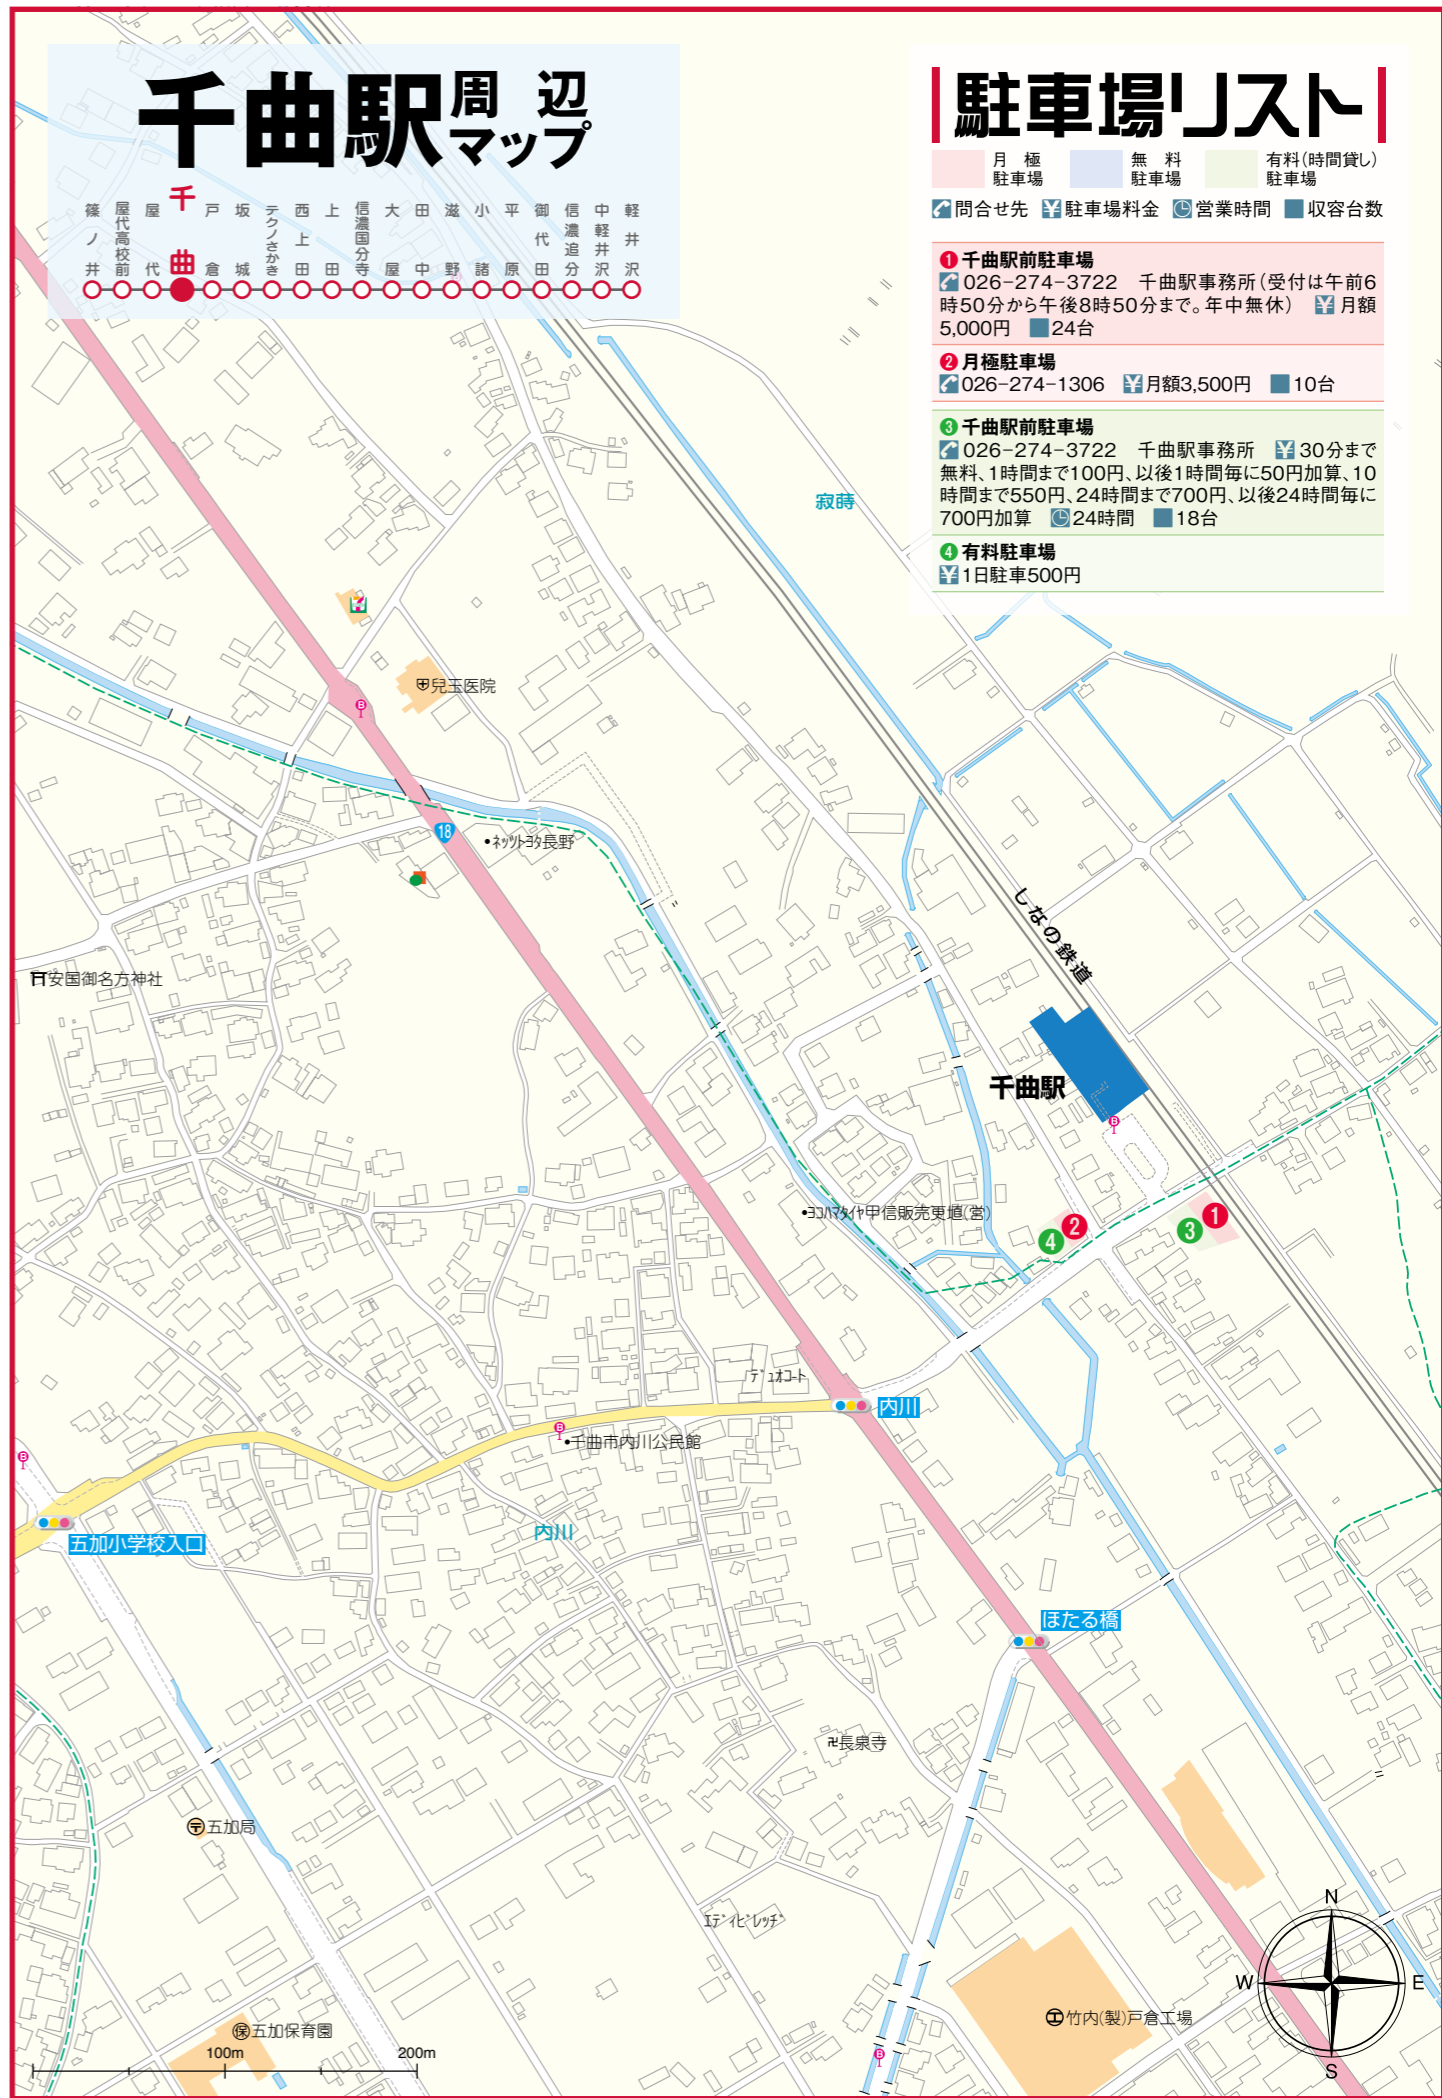 千曲駅周辺
マップ
篠ノ井
屋代高校前
屋代
千曲
戸倉
坂城
テクノさかき
西上田
上田
信濃国分寺
大屋
田中
滋野
小諸
平原
御代田
信濃追分
中軽井沢
軽井沢
駐車場リスト
月極
駐車場
無料
駐車場
有料(時間貸し)
駐車場
問合せ先 ¥駐車場料金 営業時間 収容台数
1 千曲駅前駐車場
026-274-3722 千曲駅事務所(受付は午前6
時50分から午後8時50分まで。年中無休) ¥月額
5,000円 24台
2 月極駐車場
026-274-1306 ¥月額3,500円 10台
3 千曲駅前駐車場
026-274-3722 千曲駅事務所 ¥30分まで
無料、1時間まで100円、以後1時間毎に50円加算、10
時間まで550円、24時間まで700円、以後24時間毎に
700円加算 24時間 18台
4 有料駐車場
¥1日駐車500円
寂蒔
兒玉医院
B
18
•ネッツトヨタ長野
しなの鉄道
安国御名方神社
千曲駅
B
•ヨコハマタイヤ甲信販売更埴(営)
1
2
3
4
デュオコート
内川
B
•千曲市内川公民館
B
五加小学校入口
内川
ほたる橋
卍長泉寺
〒五加局
エディビレッヂ
N
W
E
S
工竹内(製)戸倉工場
保五加保育園
B
100m
200m